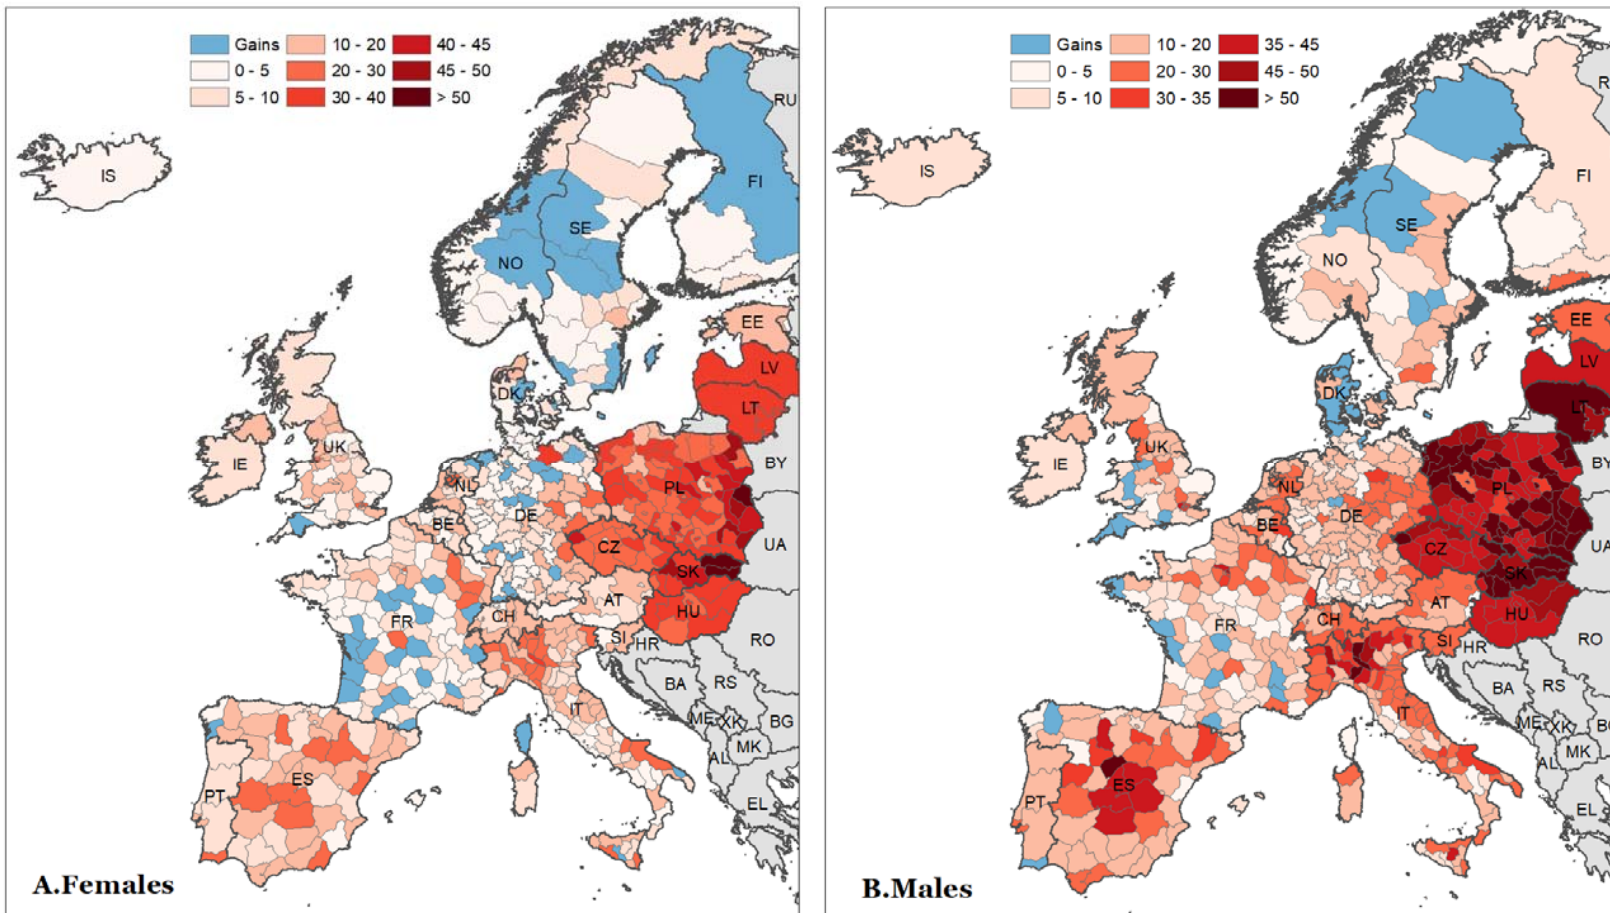 Gains 10 - 20 40 - 45
0 - 5 20 - 30 45 - 50
5 - 10 30 - 40 > 50
RU
IS
FI
SE
NO
EE
LV
DK
LT
UK
IE
BY
NL
PL
DE
BE
UA
CZ
SK
AT
HU
CH
FR
SI
HR
RO
BA
RS
IT
ME
XK
BG
MK
AL
ES
PT
EL
A.Females
Gains 10 - 20 35 - 45
0 - 5 20 - 30 45 - 50
5 - 10 30 - 35 > 50
R
IS
FI
SE
NO
EE
LV
DK
LT
UK
IE
BY
NL
PL
DE
BE
UA
CZ
SK
AT
HU
CH
FR
SI
HR
RO
BA
RS
IT
ME
XK
B
MK
AL
ES
PT
EL
B.Males